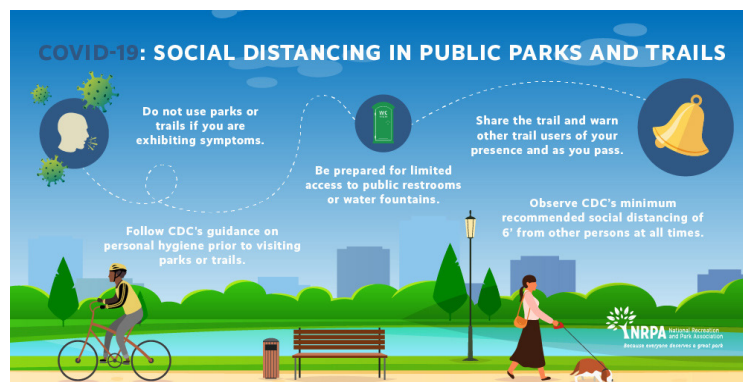 COVID-19: SOCIAL DISTANCING IN PUBLIC PARKS AND TRAILS
Do not use parks or
trails if you are
exhibiting symptoms.
Follow CDC's guidance on
personal hygiene prior to visiting
parks or trails.
WC
Be prepared for limited
access to public restrooms
or water fountains.
Share the trail and warn
other trail users of your
presence and as you pass.
Observe CDC's minimum
recommended social distancing of
6' from other persons at all times.
NRPA National Recreation
and Park Association
Because everyone deserves a great park